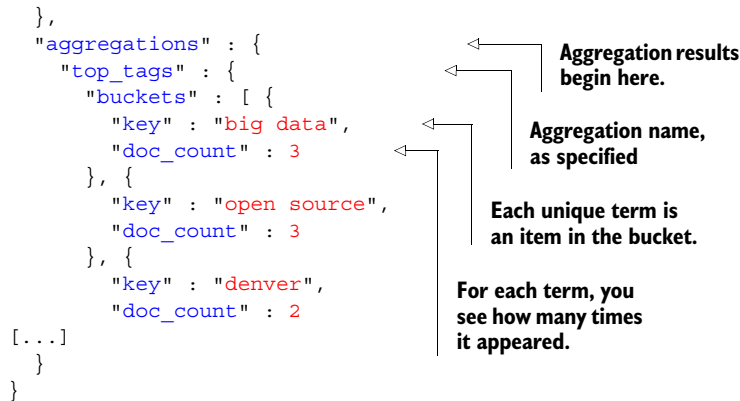 },
"aggregations" : {
"top_tags" : {
"buckets" : [ {
"key" : "big data",
"doc_count" : 3
}, {
"key" : "open source",
"doc_count" : 3
}, {
"key" : "denver",
"doc_count" : 2
[...]
}
}
Aggregation results
begin here.
Aggregation name,
as specified
Each unique term is
an item in the bucket.
For each term, you
see how many times
it appeared.